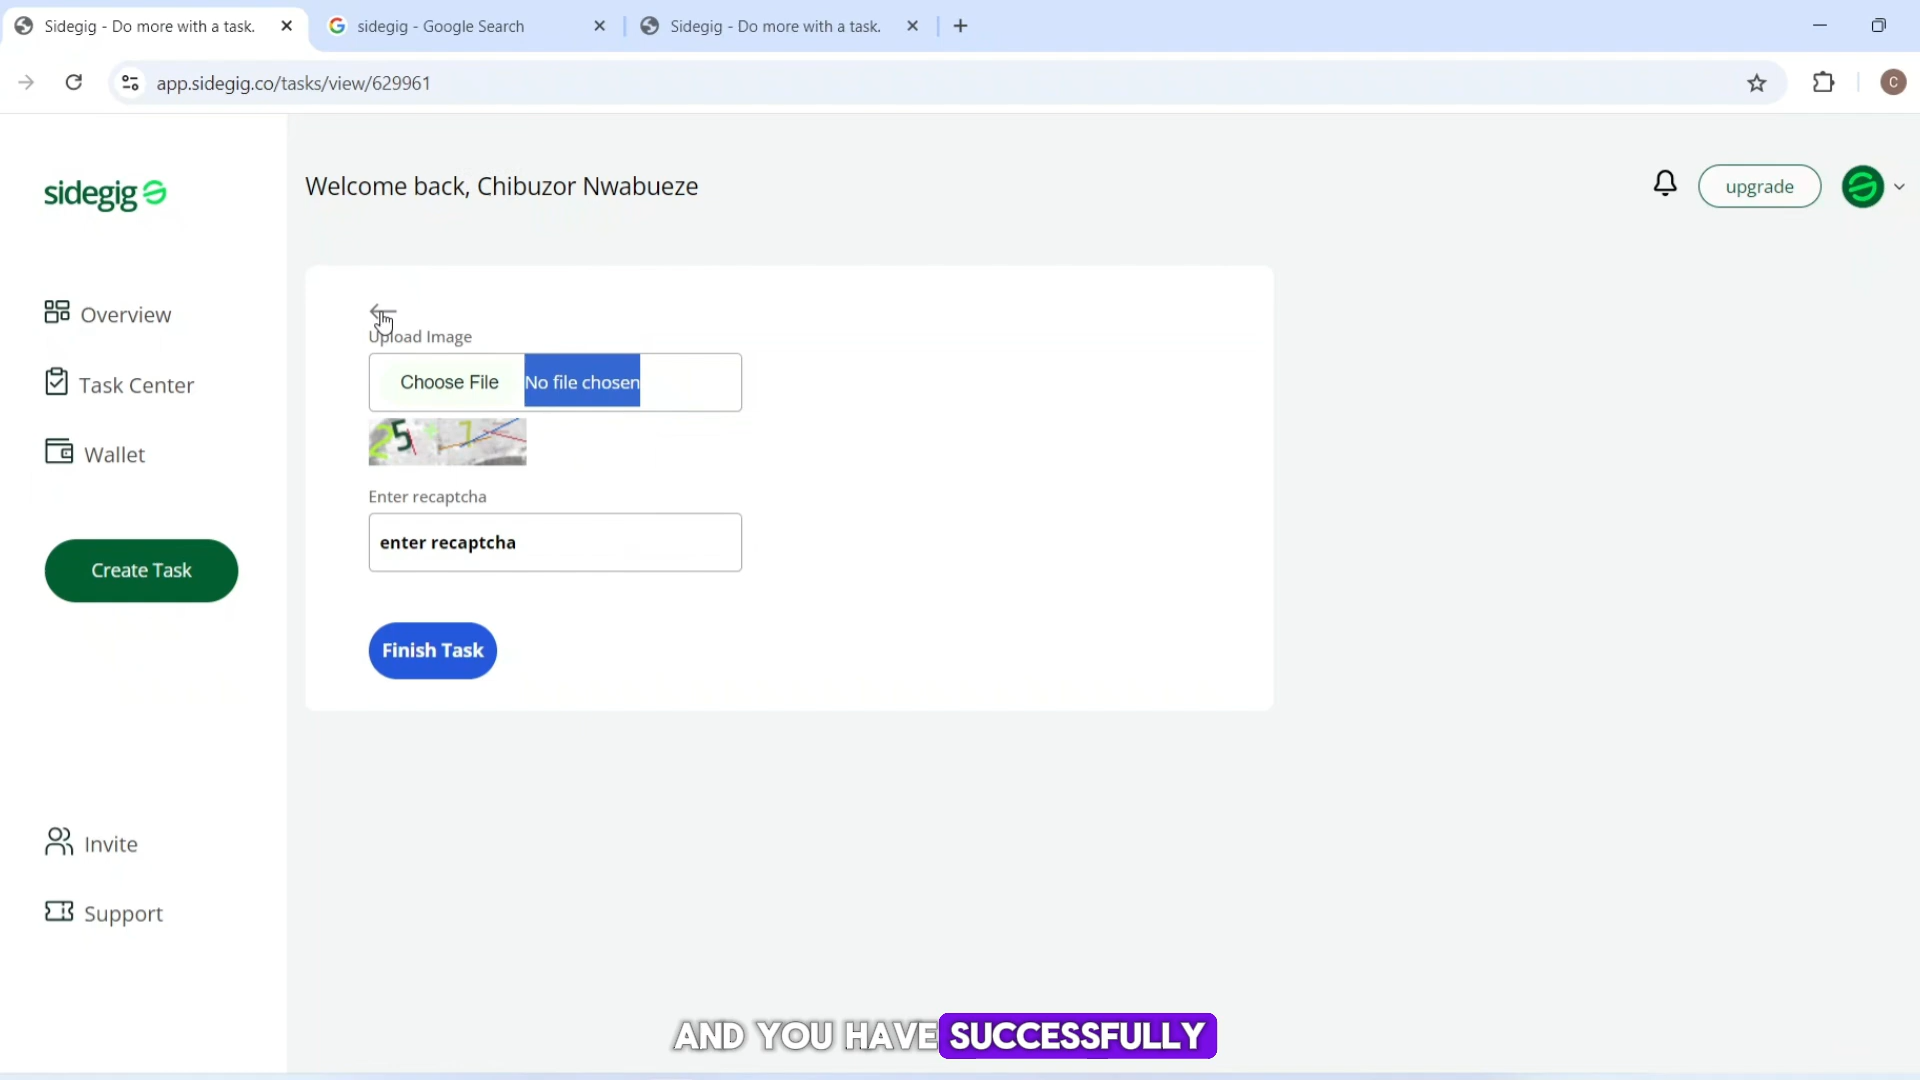 Sidegig - Do more with a task.
sidegig - Google Search
Sidegig - Do more with a task.
app.sidegig.co/tasks/view/629961
C
sidegig
Welcome back, Chibuzor Nwabueze
upgrade
Overview
Task Center
Wallet
Create Task
Invite
Support
Upload Image
Choose File No file chosen
Enter recaptcha
enter recaptcha
Finish Task
AND YOU HAVE SUCCESSFULLY